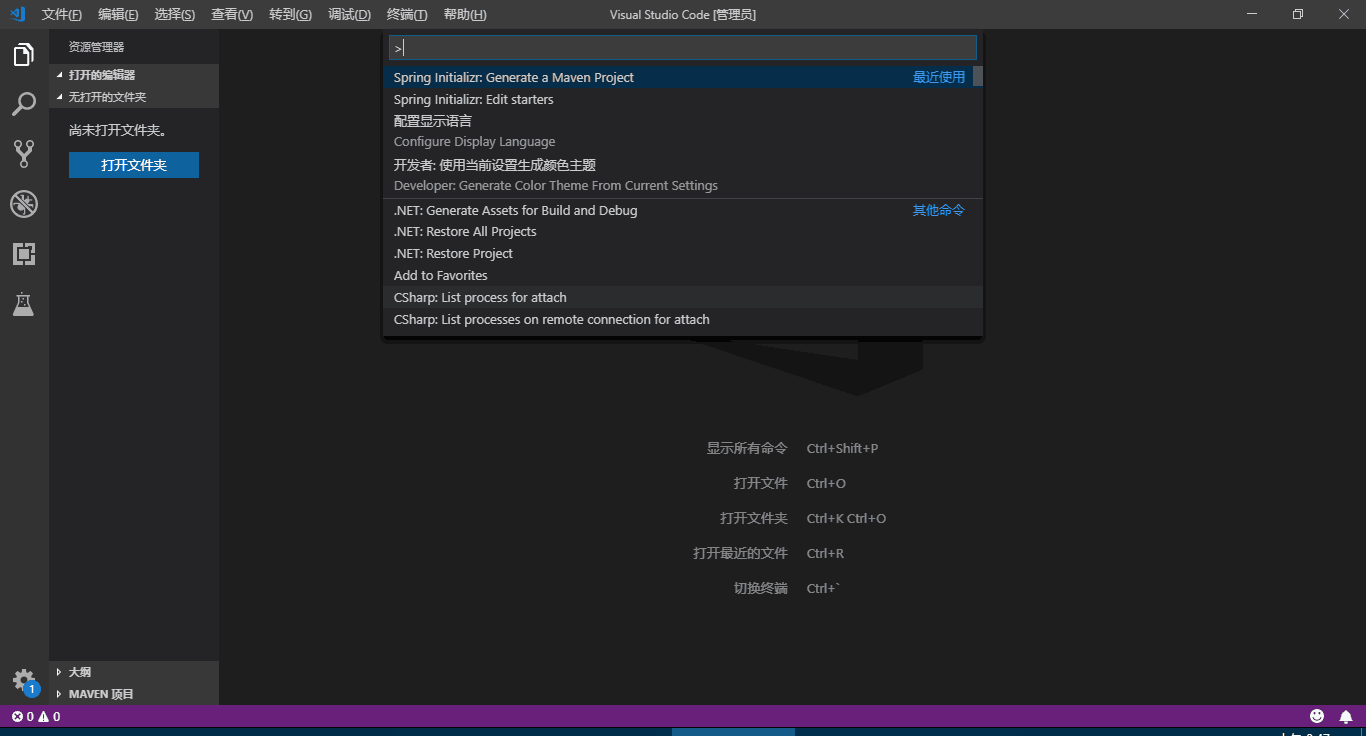 文件(F) 编辑(E) 选择(S) 查看(V) 转到(G) 调试(D) 终端(T) 帮助(H) Visual Studio Code [管理员]
资源管理器
打开的编辑器
无打开的文件夹
尚未打开文件夹。
打开文件夹
>
Spring Initializr: Generate a Maven Project 最近使用
Spring Initializr: Edit starters
配置显示语言
Configure Display Language
开发者: 使用当前设置生成颜色主题
Developer: Generate Color Theme From Current Settings
.NET: Generate Assets for Build and Debug 其他命令
.NET: Restore All Projects
.NET: Restore Project
Add to Favorites
CSharp: List process for attach
CSharp: List processes on remote connection for attach
显示所有命令 Ctrl+Shift+P
打开文件 Ctrl+O
打开文件夹 Ctrl+K Ctrl+O
打开最近的文件 Ctrl+R
切换终端 Ctrl+`
大纲
1
MAVEN 项目
0 0